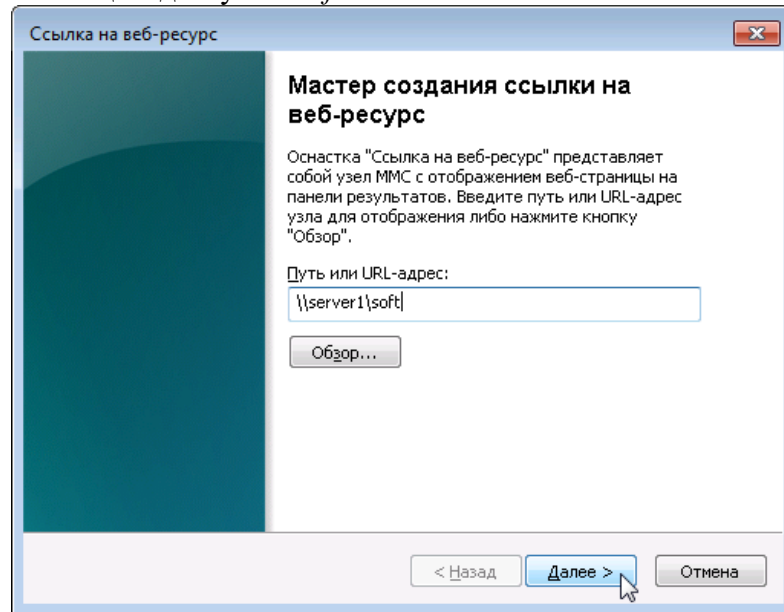 Ссылка на веб-ресурс
Мастер создания ссылки на
веб-ресурс
Оснастка "Ссылка на веб-ресурс" представляет
собой узел MMC с отображением веб-страницы на
панели результатов. Введите путь или URL-адрес
узла для отображения либо нажмите кнопку
"Обзор".
Путь или URL-адрес:
\\server1\soft
Обзор...
< Назад Далее > Отмена